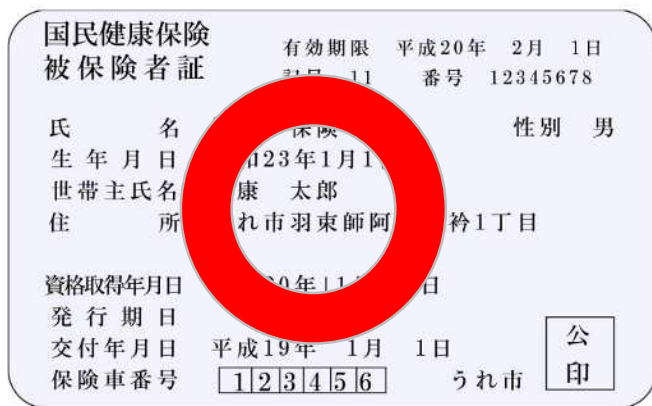 国民健康保険
被保険者証
有効期限 平成20年 2月 1日
11 番号 12345678
氏名 保険 性別 男
生年月日 23年1月1
世帯主氏名 康 太郎
住所 れ市羽束師阿 衿1丁目
資格取得年月日 年 日
発行期日
交付年月日 平成19年 1月 1日
保険車番号 123456 うれ市
公
印